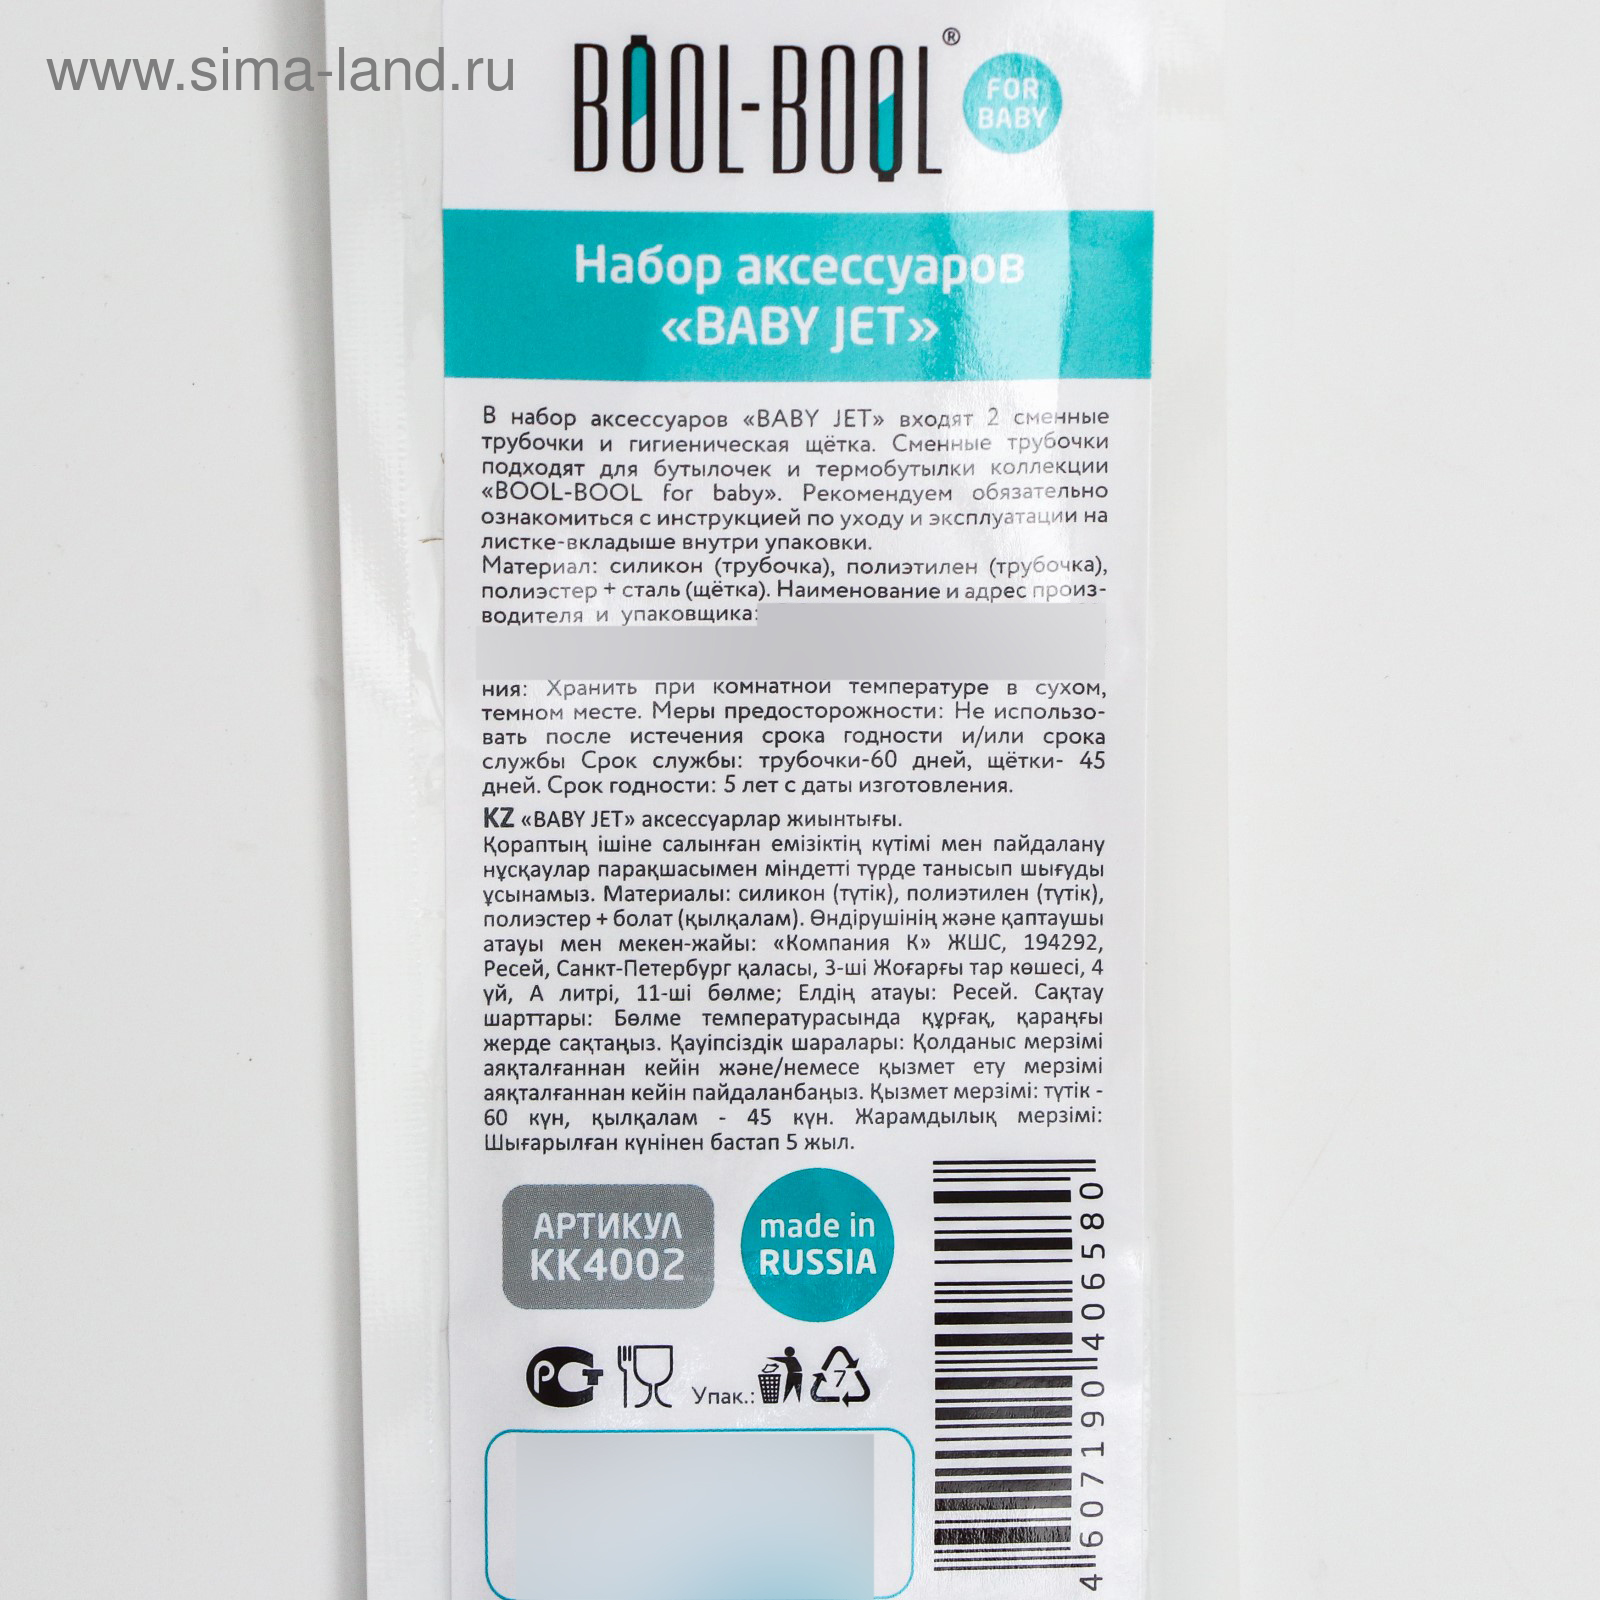 www.sima-land.ru
BOOL-BOOL®
FOR
BABY
Набор аксессуаров
«BABY JET»
В набор аксессуаров «BABY JET» входят 2 сменные
трубочки и гигиеническая щётка. Сменные трубочки
подходят для бутылочек и термобутылки коллекции
«BOOL-BOOL for baby». Рекомендуем обязательно
ознакомиться с инструкцией по уходу и эксплуатации на
листке-вкладыше внутри упаковки.
Материал: силикон (трубочка), полиэтилен (трубочка),
полиэстер + сталь (щётка). Наименование и адрес произ-
водителя и упаковщика:
ния: Хранить при комнатной температуре в сухом,
темном месте. Меры предосторожности: Не использо-
вать после истечения срока годности и/или срока
службы Срок службы: трубочки-60 дней, щётки- 45
дней. Срок годности: 5 лет с даты изготовления.
KZ «BABY JET» аксессуарлар жиынтығы.
Қораптың ішіне салынған емізіктің күтімі мен пайдалану
нұсқаулар парақшасымен міндетті түрде танысып шығуды
ұсынамыз. Материалы: силикон (түтік), полиэтилен (түтік),
полиэстер + болат (қылқалам). Өндірушінің және қаптаушы
атауы мен мекен-жайы: «Компания К» ЖШС, 194292,
Ресей, Санкт-Петербург қаласы, 3-ші Жоғарғы тар көшесі, 4
үй, А литрі, 11-ші бөлме; Елдің атауы: Ресей. Сақтау
шарттары: Бөлме температурасында құрғақ, қараңғы
жерде сақтаңыз. Қауіпсіздік шаралары: Қолданыс мерзімі
аяқталғаннан кейін және/немесе қызмет ету мерзімі
аяқталғаннан кейін пайдаланбаңыз. Қызмет мерзімі: түтік -
60 күн, қылқалам - 45 күн. Жарамдылық мерзімі:
Шығарылған күнінен бастап 5 жыл.
АРТИКУЛ
КК4002
made in
RUSSIA
РСТ
Упак.:
7
4 607190 406580